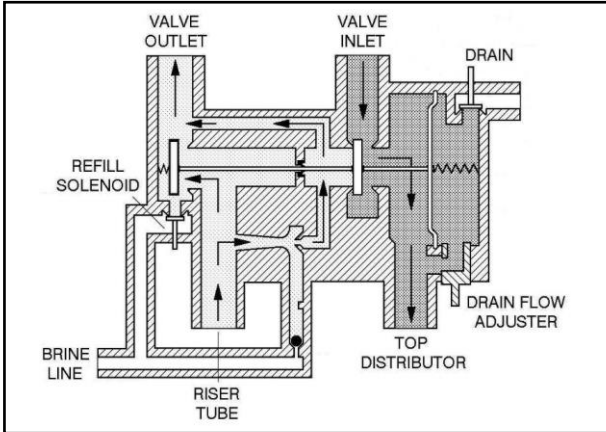 VALVE
OUTLET
VALVE
INLET
DRAIN
REFILL
SOLENOID
DRAIN FLOW
ADJUSTER
BRINE
LINE
RISER
TUBE
TOP
DISTRIBUTOR